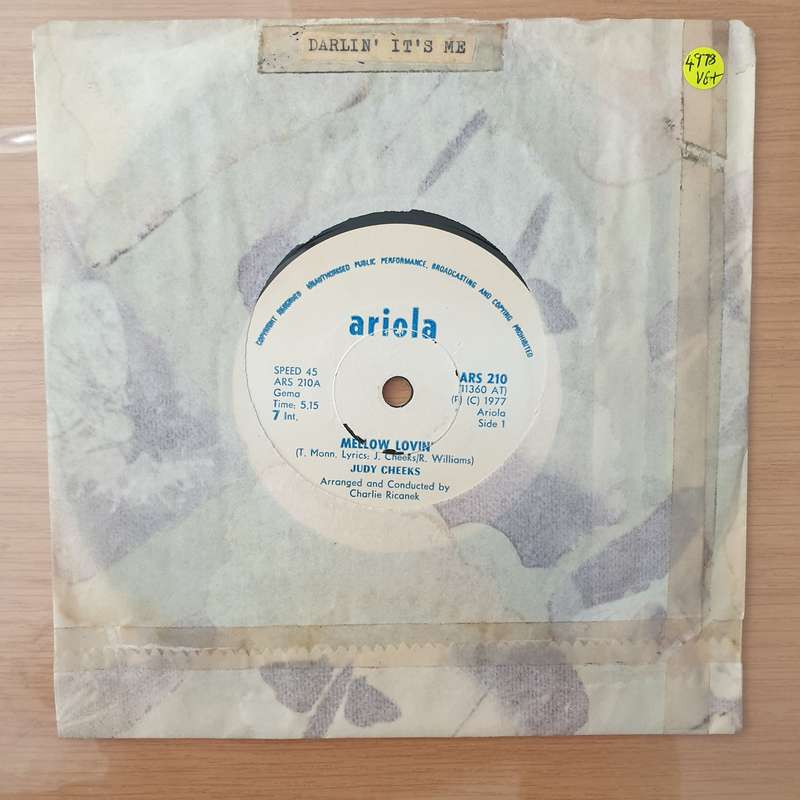 DARLIN' IT'S ME
4973
VG+
COPYRIGHT RESERVED UNAUTHORISED PUBLIC PERFORMANCE, BROADCASTING AND COPYING PROHIBITED
ariola
SPEED 45
ARS 210A
Gema
Time: 5.15
7 Int.
ARS 210
(11360 AT)
(P) (C) 1977
Ariola
Side 1
MELLOW LOVIN'
(T. Monn. Lyrics: J. Cheeks/R. Williams)
JUDY CHEEKS
Arranged and Conducted by
Charlie Ricanek